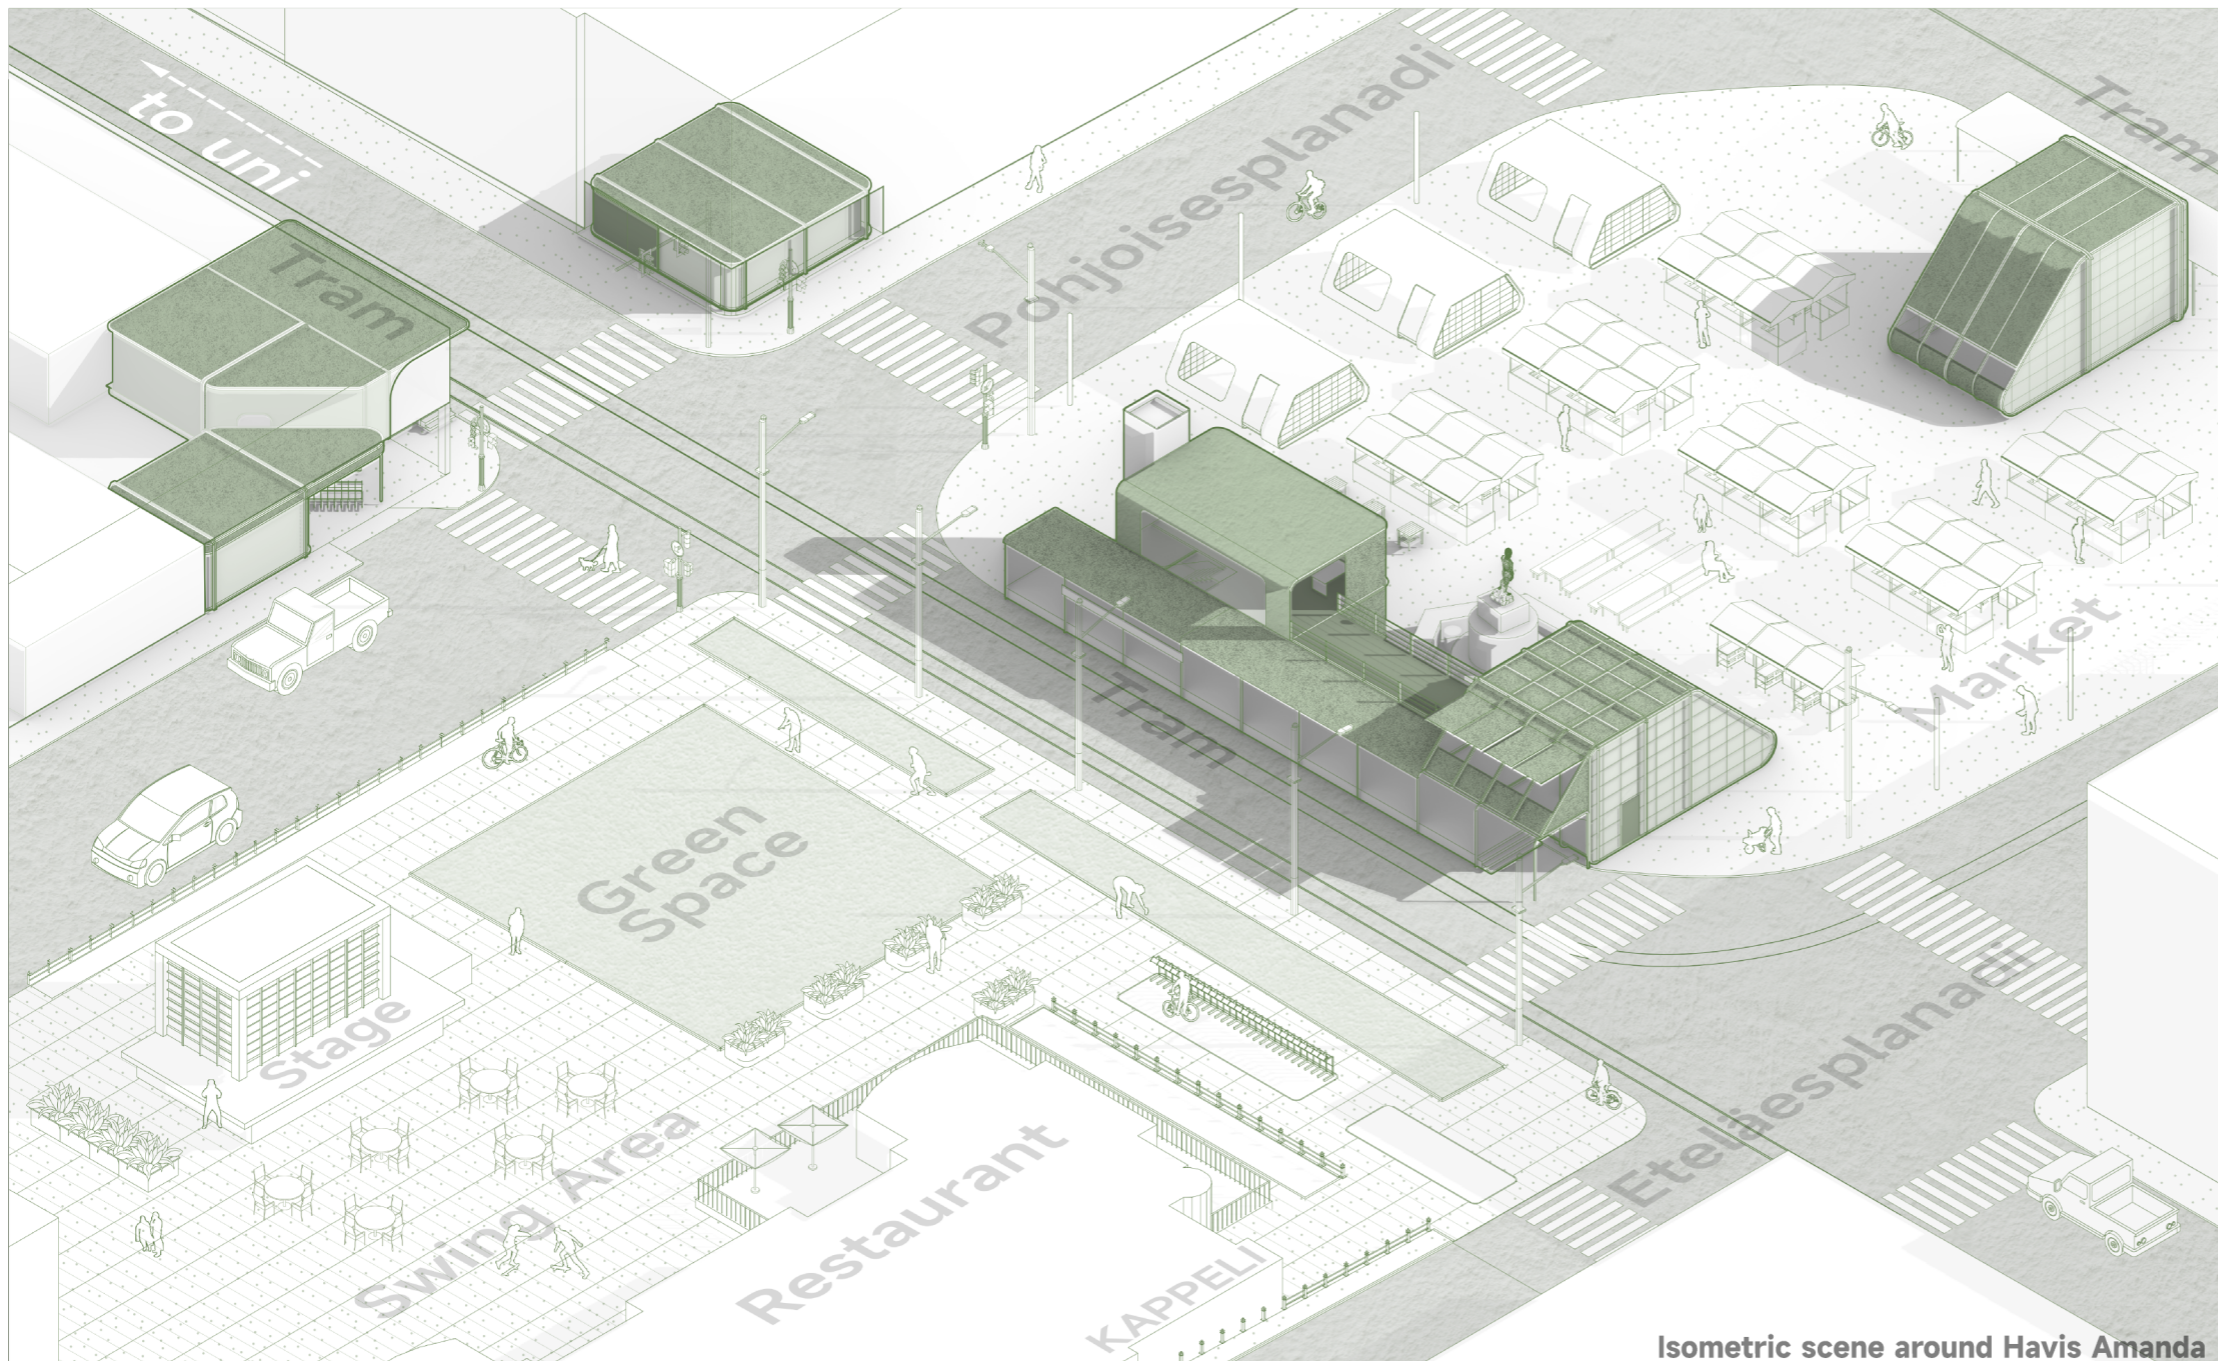 to uni
Tram
Pohjoisesplanadi
Tram
Tram
Market
Green
Space
Stage
Swing Area
Restaurant
KAPPELI
Eteläesplanadi
Isometric scene around Havis Amanda